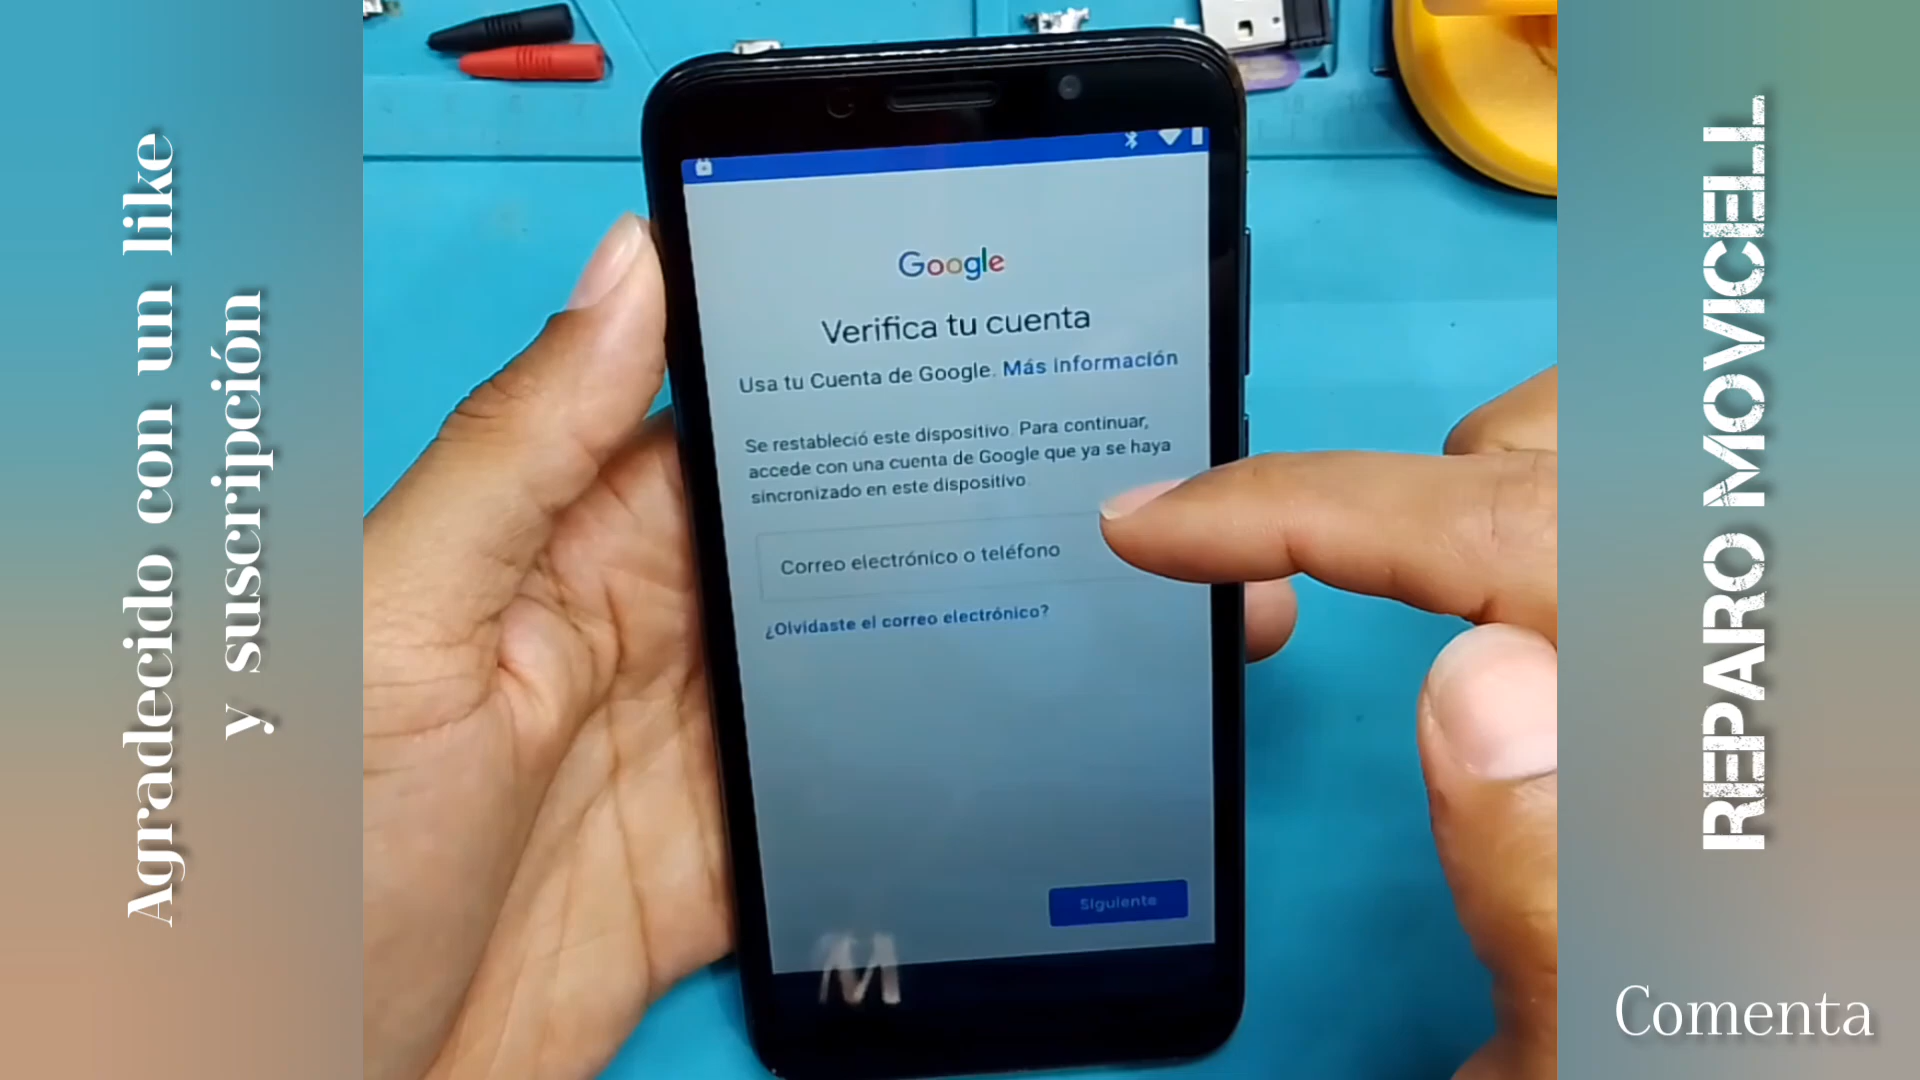 Agradecido con un like
y suscripción
Google
Verifica tu cuenta
Usa tu Cuenta de Google. Más información
Se restableció este dispositivo. Para continuar,
accede con una cuenta de Google que ya se haya
sincronizado en este dispositivo.
Correo electrónico o teléfono
¿Olvidaste el correo electrónico?
Siguiente
M
REPARO MOVICELL
Comenta